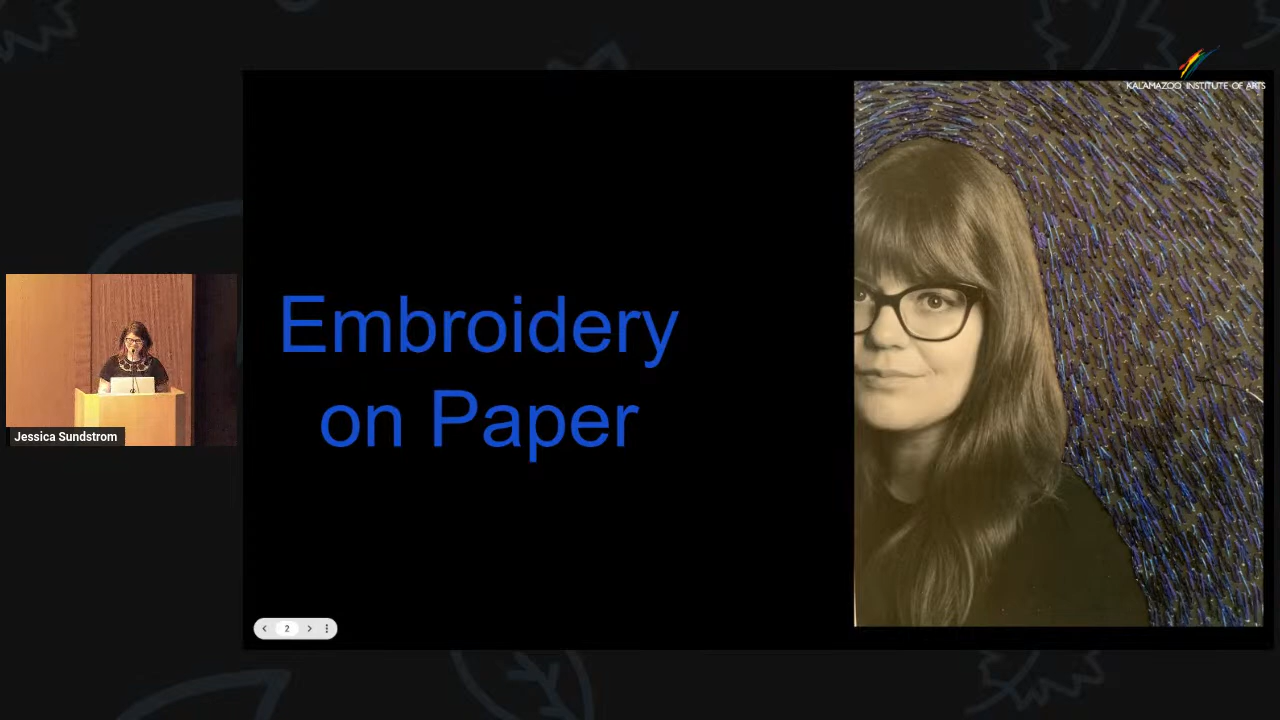 KALAMAZOO INSTITUTE OF ARTS
Embroidery
on Paper
Jessica Sundstrom
2